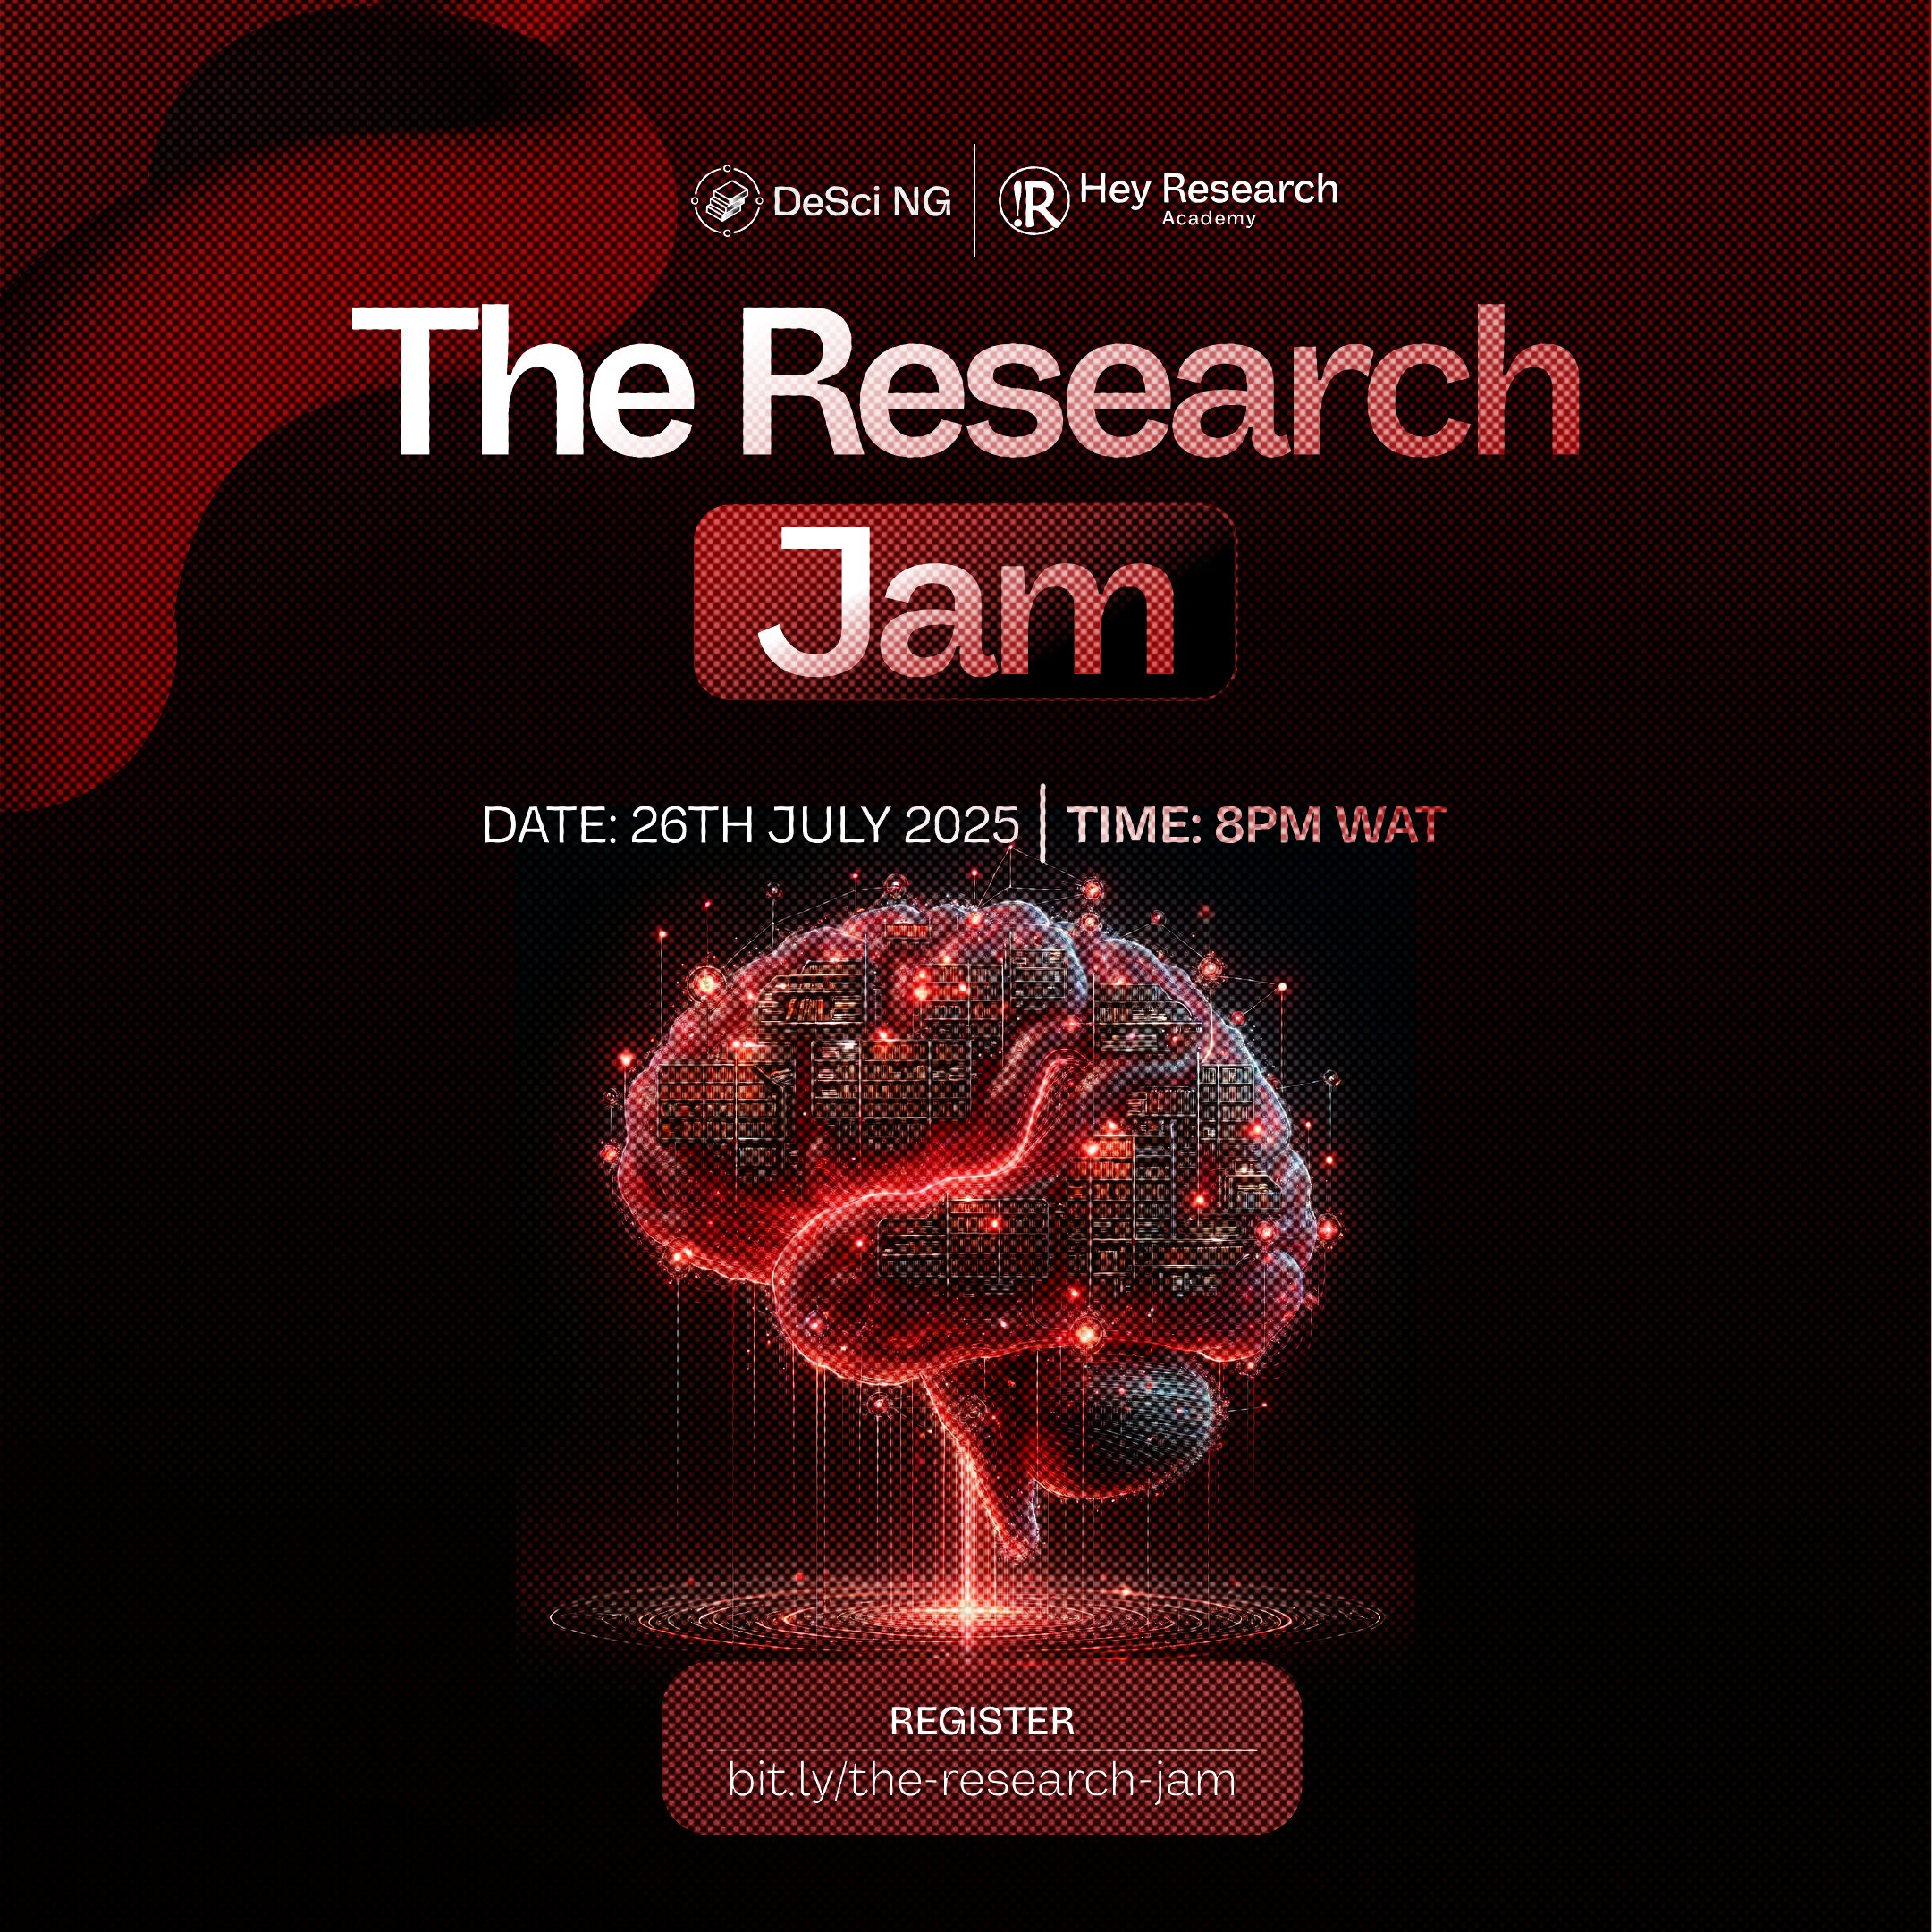 DeSci NG
!R Hey Research
Academy
The Research
Jam
DATE: 26TH JULY 2025 | TIME: 8PM WAT
REGISTER
bit.ly/the-research-jam